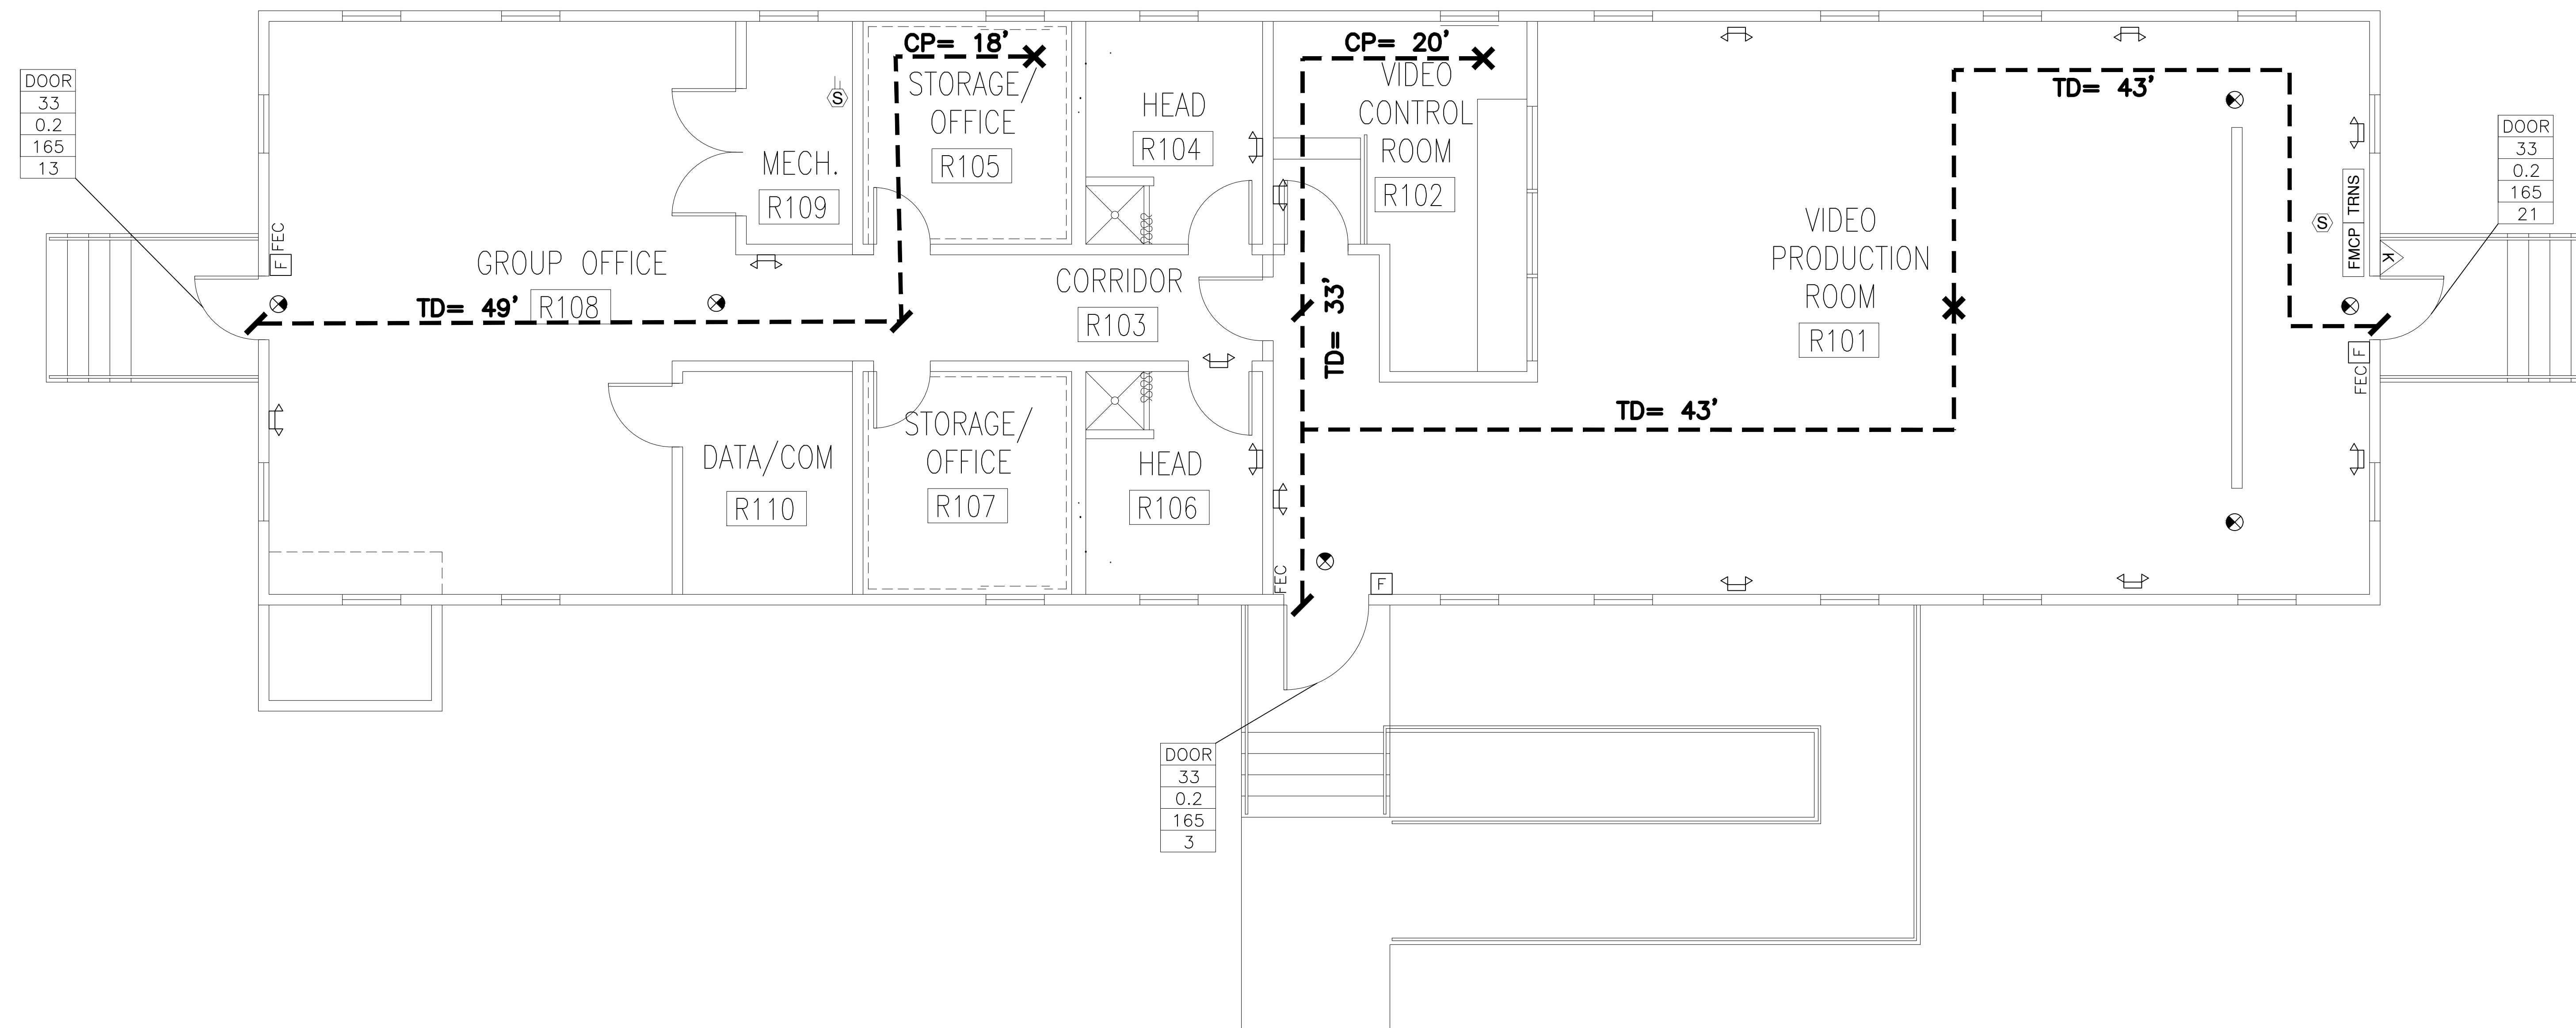 DOOR
33
0.2
165
13
FEC
F
GROUP OFFICE
R108
TD= 49'
MECH.
R109
S
CP= 18'
STORAGE/
OFFICE
R105
HEAD
R104
CORRIDOR
R103
DATA/COM
R110
STORAGE/
OFFICE
R107
HEAD
R106
CP= 20'
VIDEO
CONTROL
ROOM
R102
TD= 33'
TD= 43'
FEC
F
DOOR
33
0.2
165
3
VIDEO
PRODUCTION
ROOM
R101
TD= 43'
S
FMCP TRNS
K
F
FEC
DOOR
33
0.2
165
21